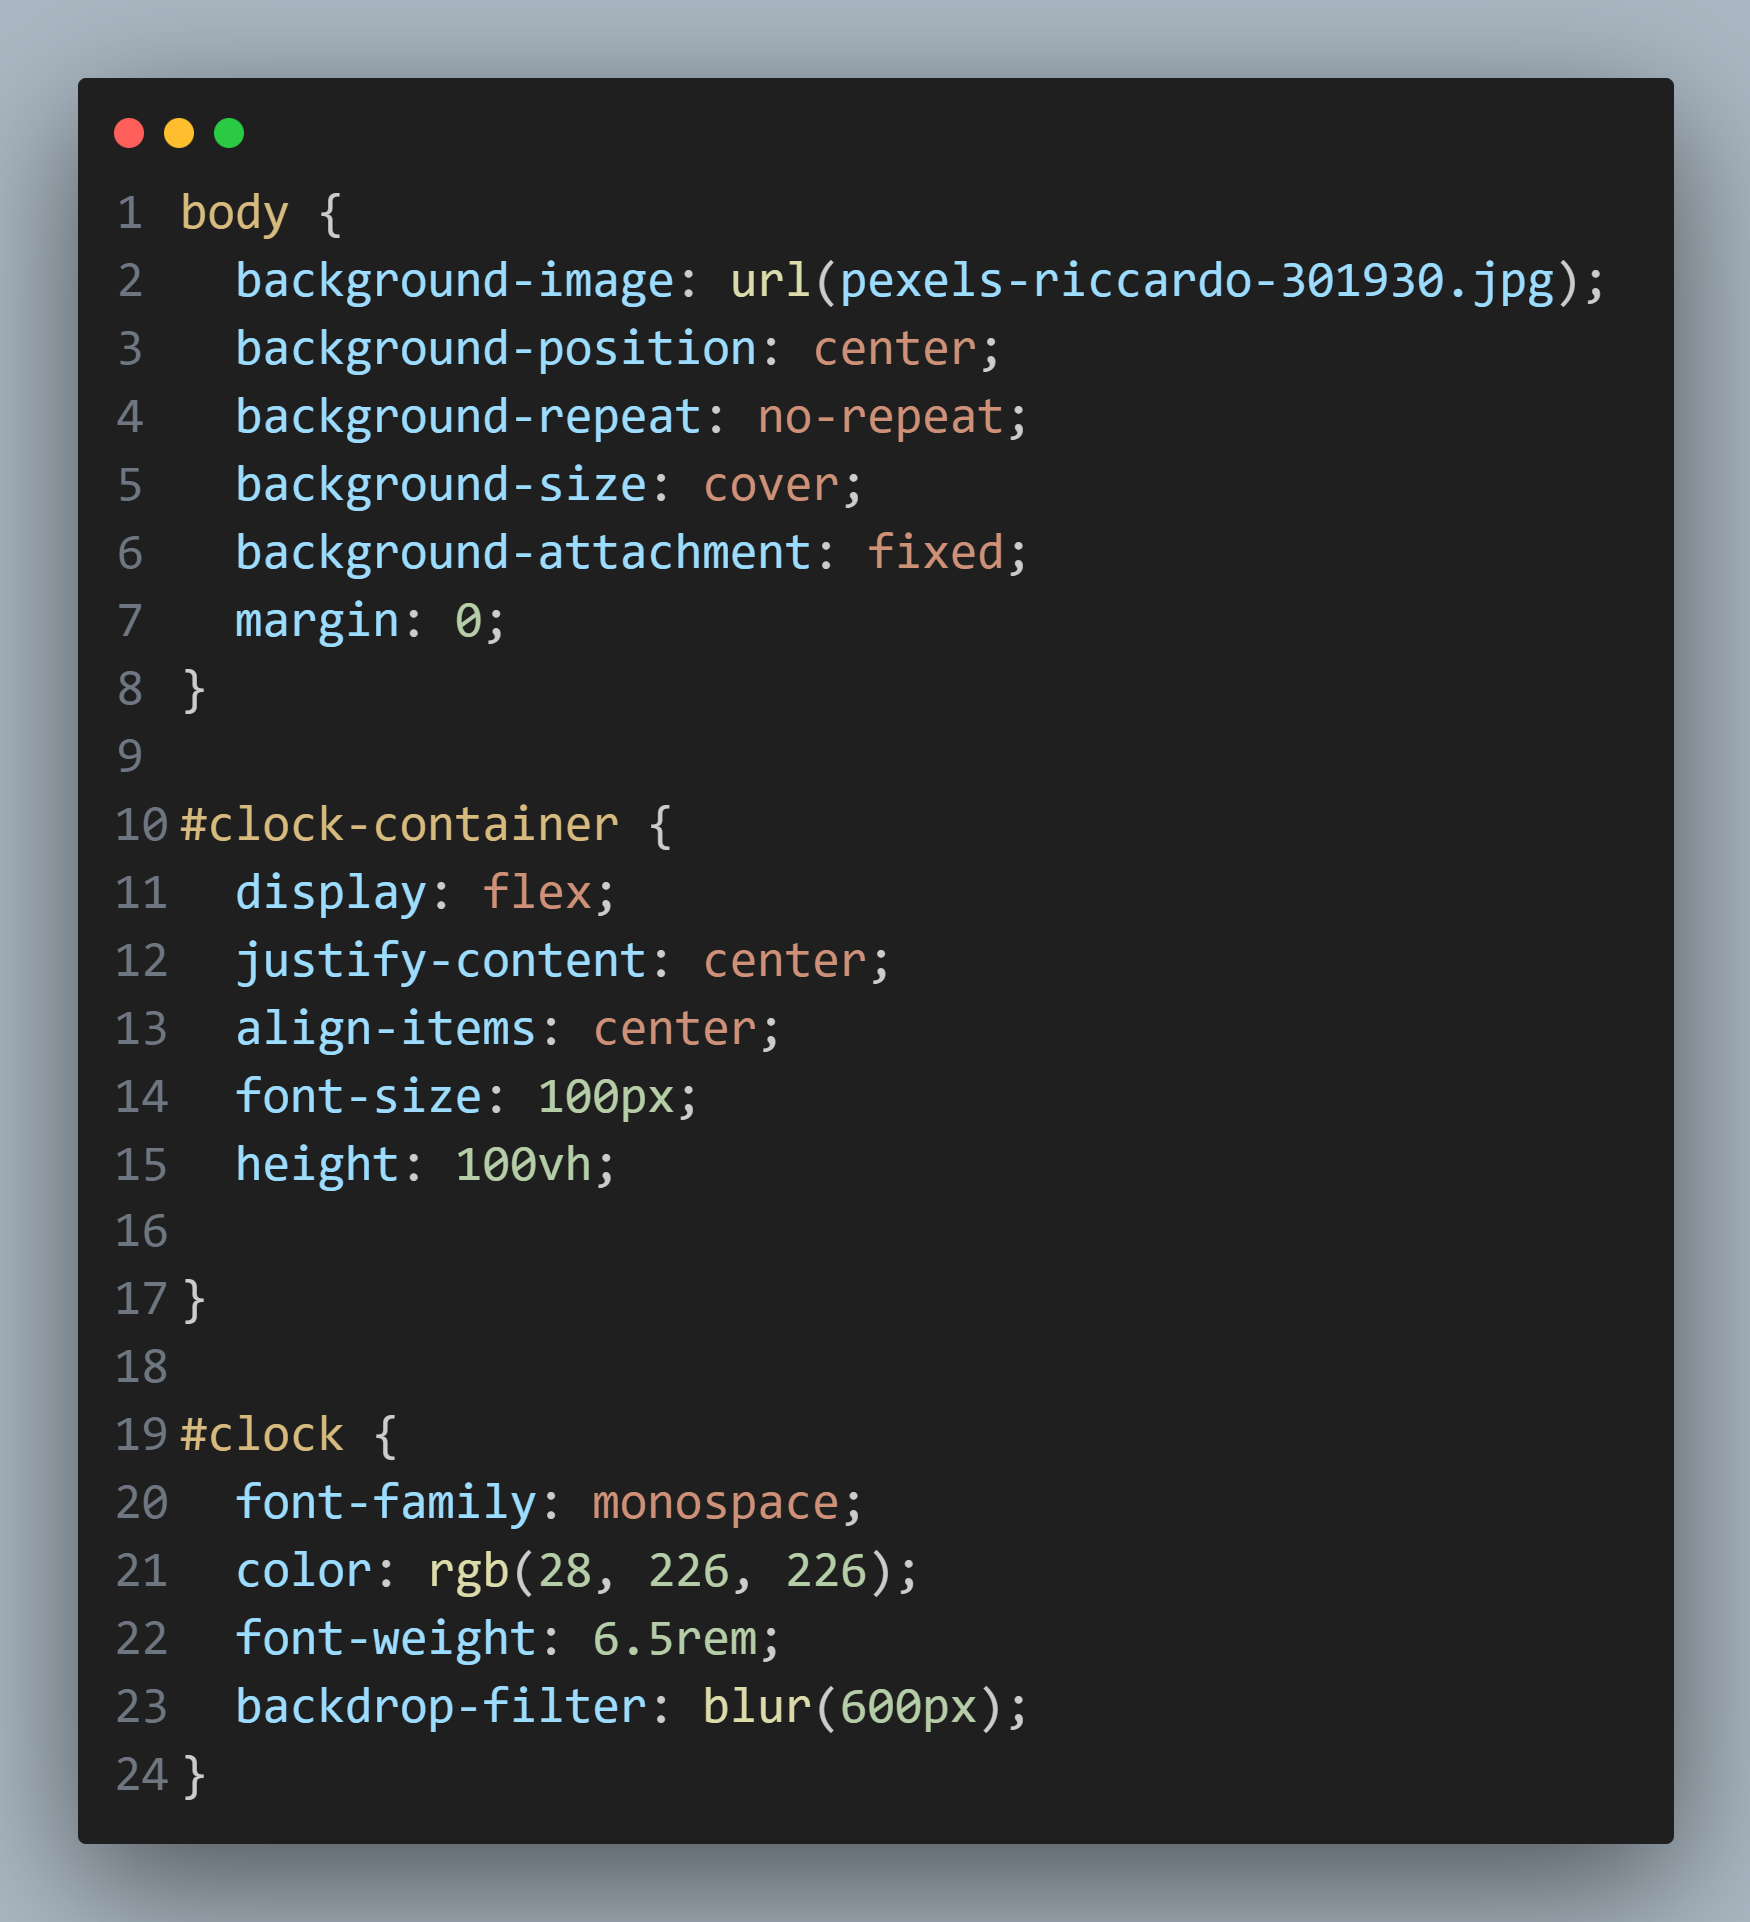 1 body {
2   background-image: url(pexels-riccardo-301930.jpg);
3   background-position: center;
4   background-repeat: no-repeat;
5   background-size: cover;
6   background-attachment: fixed;
7   margin: 0;
8 }
9
10 #clock-container {
11   display: flex;
12   justify-content: center;
13   align-items: center;
14   font-size: 100px;
15   height: 100vh;
16
17 }
18
19 #clock {
20   font-family: monospace;
21   color: rgb(28, 226, 226);
22   font-weight: 6.5rem;
23   backdrop-filter: blur(600px);
24 }